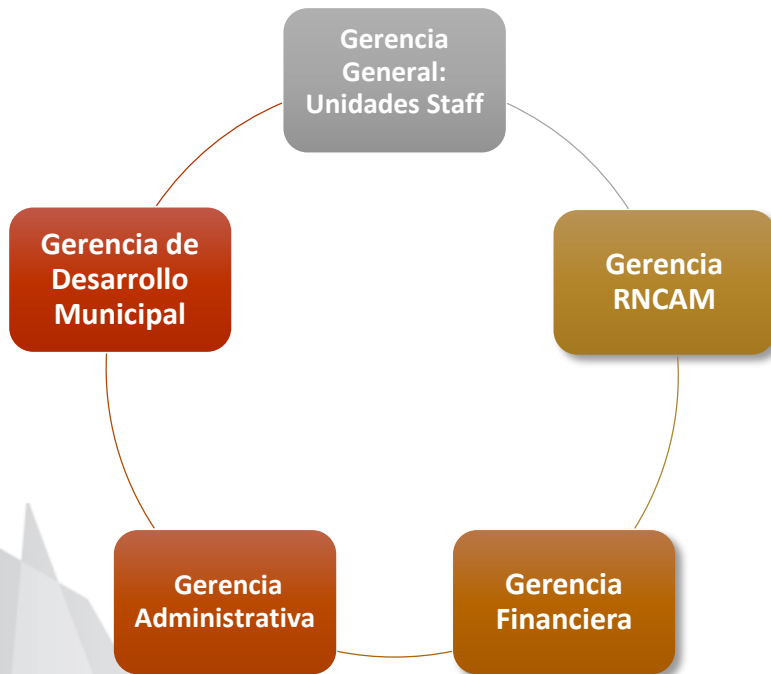 Gerencia
General:
Unidades Staff
Gerencia
RNCAM
Gerencia
Financiera
Gerencia
Administrativa
Gerencia de
Desarrollo
Municipal